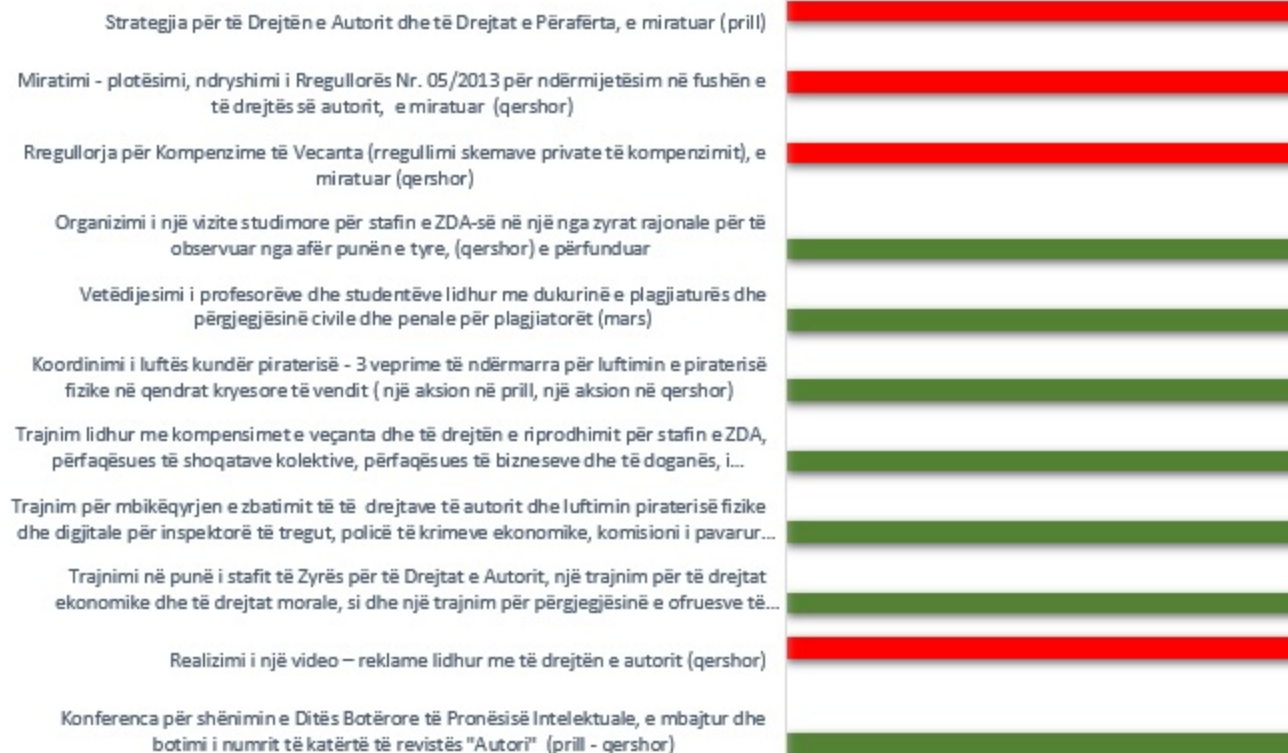 Strategjia për të Drejtën e Autorit dhe të Drejtat e Përafërta, e miratuar (prill)
Miratimi - plotësimi, ndryshimi i Rregullorës Nr. 05/2013 për ndërmijetësim në fushën e
të drejtës së autorit, e miratuar (qershor)
Rregullorja për Kompenzime të Vecanta (rregullimi skemave private të kompenzimit), e
miratuar (qershor)
Organizimi i një vizite studimore për stafin e ZDA-së në një nga zyrat rajonale për të
observuar nga afër punën e tyre, (qershor) e përfunduar
Vetëdijesimi i profesorëve dhe studentëve lidhur me dukurinë e plagjiaturës dhe
përgjegjësinë civile dhe penale për plagjiatorët (mars)
Koordinimi i luftës kundër piraterisë - 3 veprime të ndërmarra për luftimin e piraterisë
fizike në qendrat kryesore të vendit ( një aksion në prill, një aksion në qershor)
Trajnim lidhur me kompensimet e veçanta dhe të drejtën e riprodhimit për stafin e ZDA,
përfaqësues të shoqatave kolektive, përfaqësues të bizneseve dhe të doganës, i...
Trajnim për mbikëqyrjen e zbatimit të të drejtave të autorit dhe luftimin piraterisë fizike
dhe digjitale për inspektorë të tregut, policë të krimeve ekonomike, komisioni i pavarur...
Trajnimi në punë i stafit të Zyrës për të Drejtat e Autorit, një trajnim për të drejtat
ekonomike dhe të drejtat morale, si dhe një trajnim për përgjegjësinë e ofruesve të...
Realizimi i një video – reklame lidhur me të drejtën e autorit (qershor)
Konferenca për shënimin e Ditës Botërore të Pronësisë Intelektuale, e mbajtur dhe
botimi i numrit të katërtë të revistës "Autori" (prill - qershor)